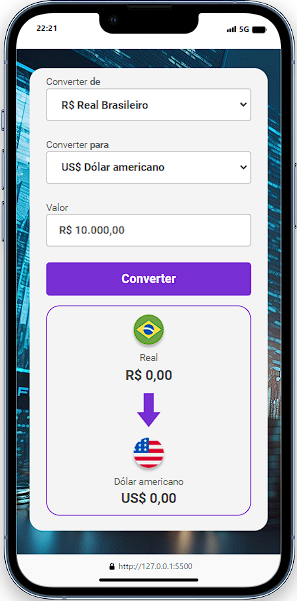 22:21
5G
Converter de
R$ Real Brasileiro
Converter para
US$ Dólar americano
Valor
R$ 10.000,00
Converter
Real
R$ 0,00
Dólar americano
US$ 0,00
http://127.0.0.1:5500